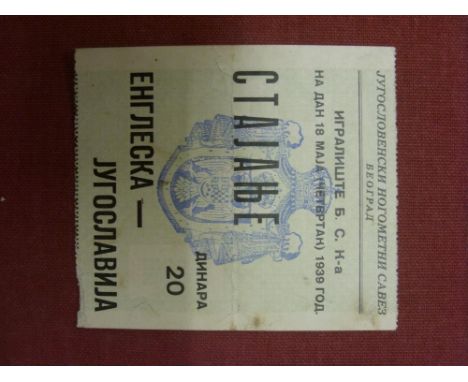 ЈУГОСЛОВЕНСКИ НОГОМЕТНИ САВЕЗ
БЕОГРАД
ИГРАЛИШТЕ Б. С. К-а
НА ДАН 18 МАЈА (ЧЕТВРТАК) 1939 ГОД.
СТАЈАЊЕ
ДИНАРА
20
ЕНГЛЕСКА —
ЈУГОСЛАВИЈА